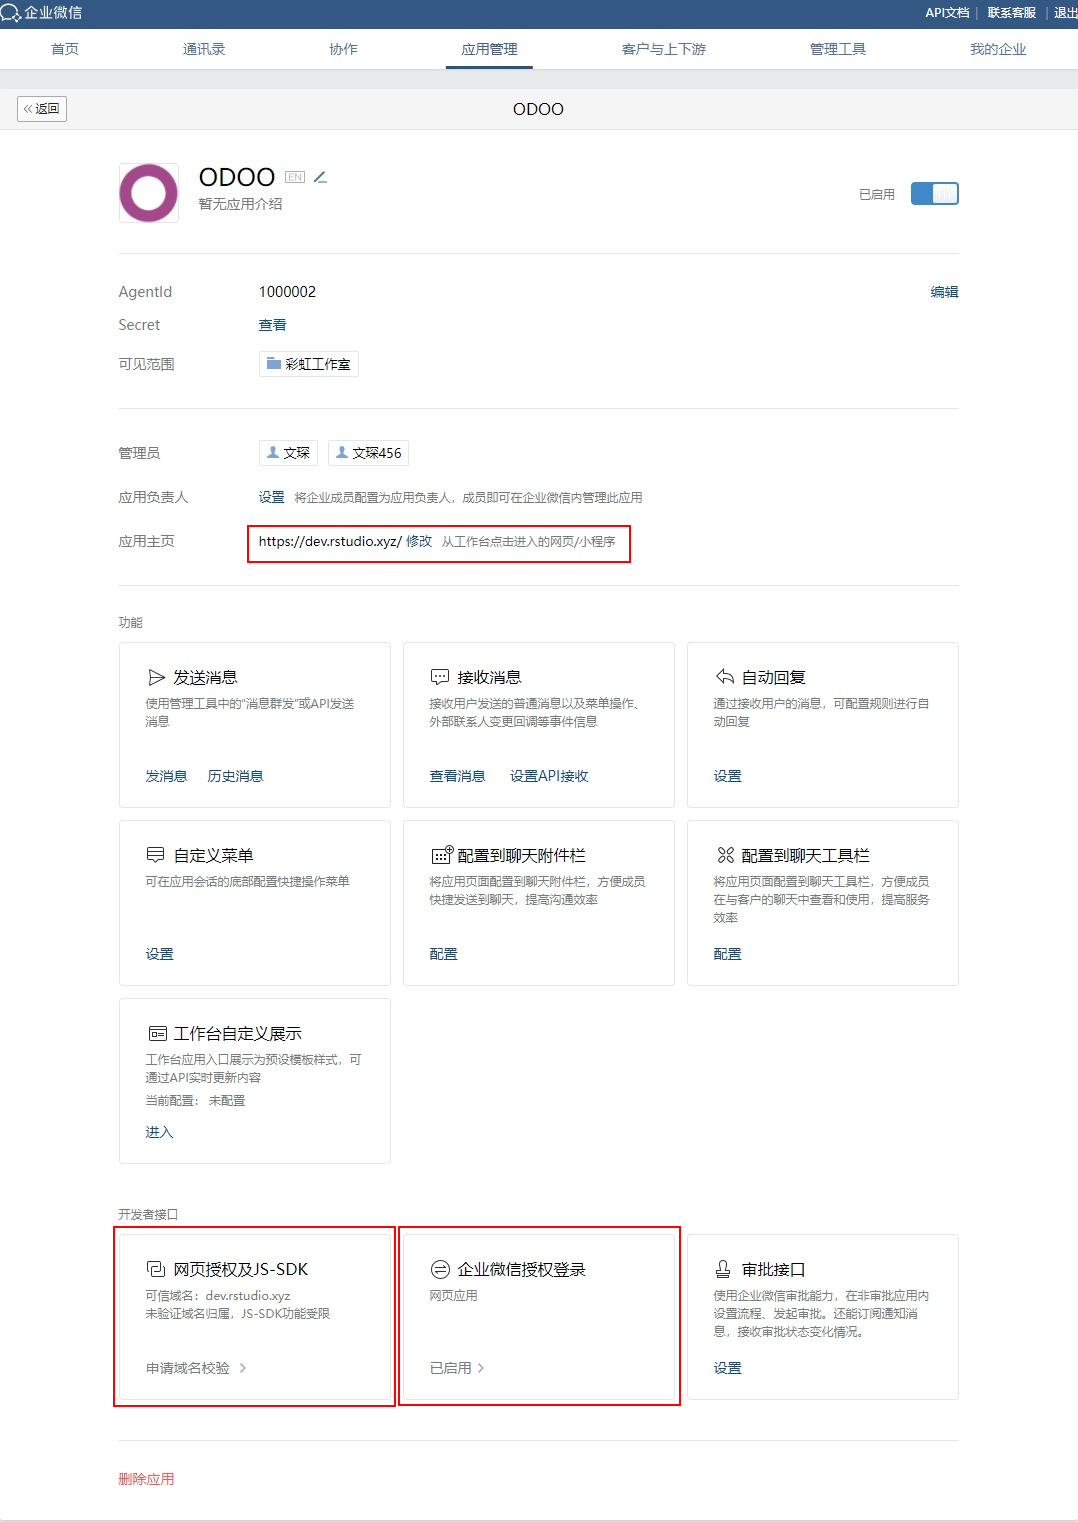 企业微信
API文档 | 联系客服 | 退出
首页 通讯录 协作 应用管理 客户与上下游 管理工具 我的企业
«返回
ODOO
ODOO EN
暂无应用介绍
已启用
AgentId 1000002 编辑
Secret 查看
可见范围 彩虹工作室
管理员 文琛 文琛456
应用负责人 设置 将企业成员配置为应用负责人，成员即可在企业微信内管理此应用
应用主页 https://dev.rstudio.xyz/ 修改 从工作台点击进入的网页/小程序
功能
发送消息
使用管理工具中的“消息群发”或API发送
消息
发消息 历史消息
接收消息
接收用户发送的普通消息以及菜单操作、
外部联系人变更回调等事件信息
查看消息 设置API接收
自动回复
通过接收用户的消息，可配置规则进行自
动回复
设置
自定义菜单
可在应用会话的底部配置快捷操作菜单
设置
配置到聊天附件栏
将应用页面配置到聊天附件栏，方便成员
快捷发送到聊天，提高沟通效率
配置
配置到聊天工具栏
将应用页面配置到聊天工具栏，方便成员
在与客户的聊天中查看和使用，提高服务
效率
配置
工作台自定义展示
工作台应用入口展示为预设模板样式，可
通过API实时更新内容
当前配置： 未配置
进入
开发者接口
网页授权及JS-SDK
可信域名：dev.rstudio.xyz
未验证域名归属，JS-SDK功能受限
申请域名校验 >
企业微信授权登录
网页应用
已启用 >
审批接口
使用企业微信审批能力，在非审批应用内
设置流程、发起审批。还能订阅通知消
息，接收审批状态变化情况。
设置
删除应用